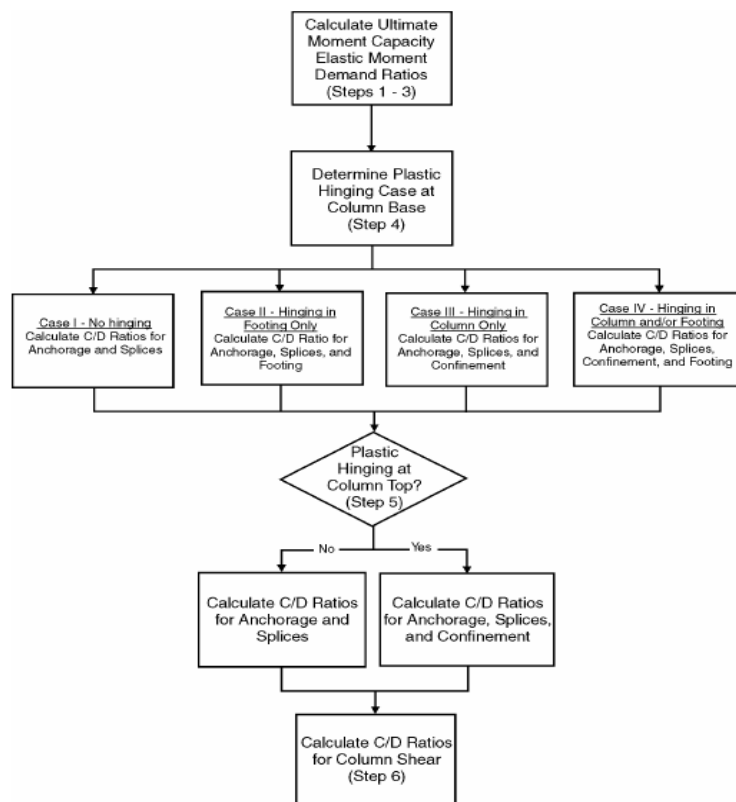 Calculate Ultimate
Moment Capacity
Elastic Moment
Demand Ratios
(Steps 1 - 3)
Determine Plastic
Hinging Case at
Column Base
(Step 4)
Case I - No hinging
Calculate C/D Ratios for
Anchorage and Splices
Case II - Hinging in
Footing Only
Calculate C/D Ratio for
Anchorage, Splices, and
Footing
Case III - Hinging in
Column Only
Calculate C/D Ratios for
Anchorage, Splices, and
Confinement
Case IV - Hinging in
Column and/or Footing
Calculate C/D Ratios for
Anchorage, Splices,
Confinement, and Footing
Plastic
Hinging at
Column Top?
(Step 5)
No
Yes
Calculate C/D Ratios
for Anchorage and
Splices
Calculate C/D Ratios
for Anchorage, Splices,
and Confinement
Calculate C/D Ratios
for Column Shear
(Step 6)